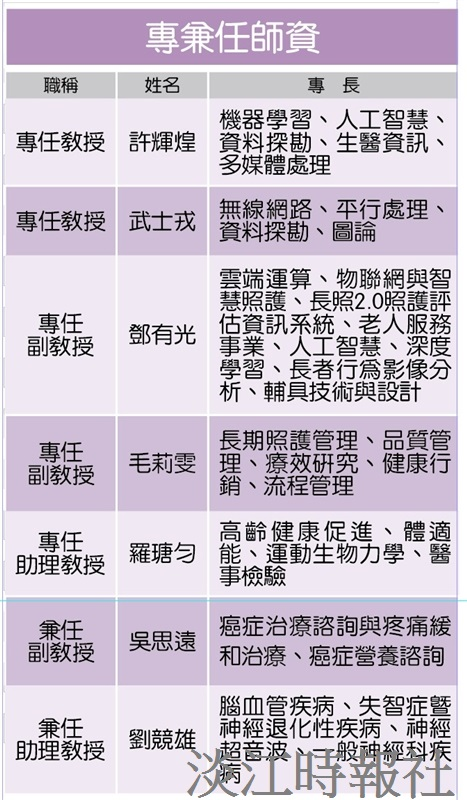 專兼任師資
職稱 姓名 專長
專任教授 許輝煌 機器學習、人工智慧、
資料探勘、生醫資訊、
多媒體處理
專任教授 武士戎 無線網路、平行處理、
資料探勘、圖論
專任
副教授
鄧有光
雲端運算、物聯網與智
慧照護、長照2.0照護評
估資訊系統、老人服務
事業、人工智慧、深度
學習、長者行為影像分
析、輔具技術與設計
專任
副教授
毛莉雯
長期照護管理、品質管
理、療效研究、健康行
銷、流程管理
專任
助理教授
羅瑭勻
高齡健康促進、體適
能、運動生物力學、醫
事檢驗
兼任
副教授
吳思遠
癌症治療諮詢與疼痛緩
和治療、癌症營養諮詢
兼任
助理教授
劉競雄
腦血管疾病、失智症暨
神經退化性疾病、神經
超音波、一般神經科疾
病
淡江時報社